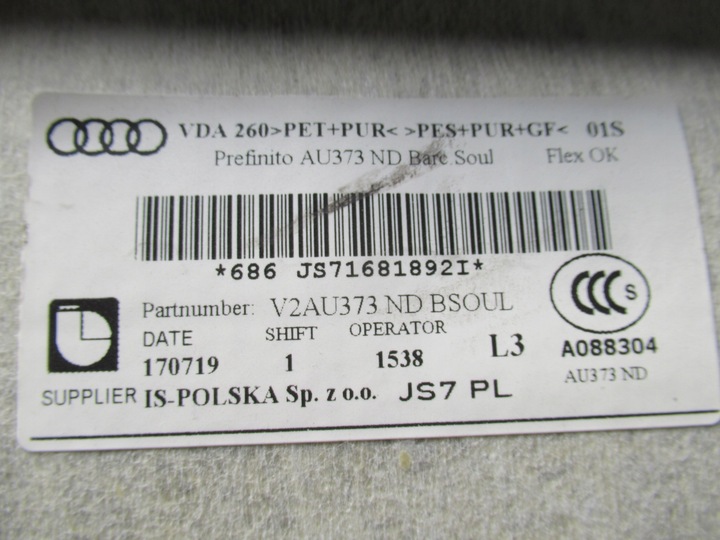 VDA 260>PET+PUR< >PES+PUR+GF< 01S
Prefinito AU373 ND Bare Soul Flex OK
*686 JS71681892I*
CCC S
Partnumber: V2AU373 ND BSOUL
DATE SHIFT OPERATOR
170719 1 1538 L3 A088304
AU373 ND
SUPPLIER IS-POLSKA Sp. z o.o. JS7 PL